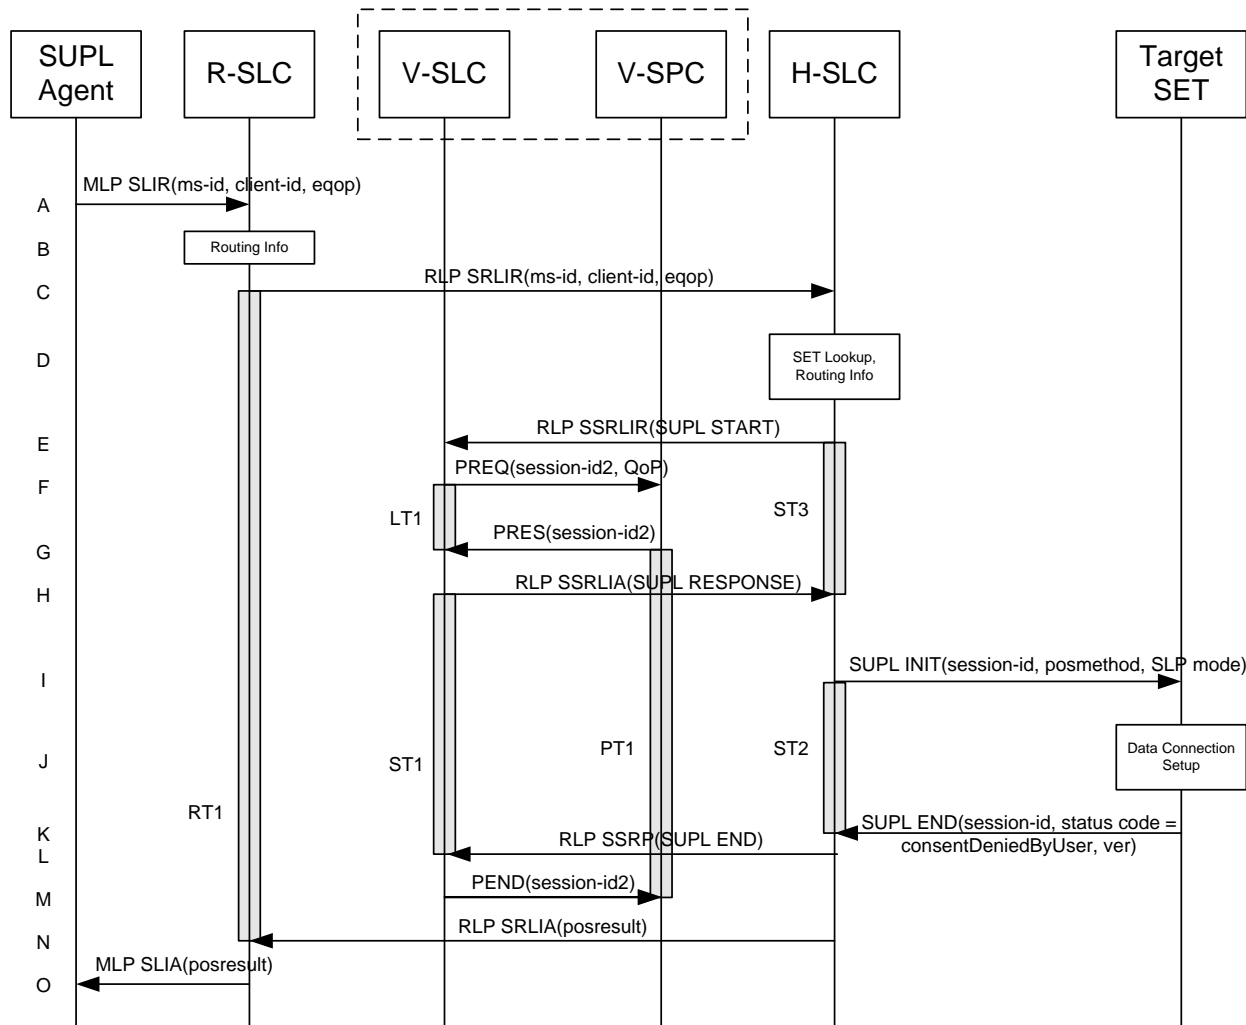 SUPL
Agent
R-SLC
V-SLC
V-SPC
H-SLC
Target
SET
A
MLP SLIR(ms-id, client-id, eqop)
B
Routing Info
C
RLP SRLIR(ms-id, client-id, eqop)
D
SET Lookup,
Routing Info
E
RLP SSRLIR(SUPL START)
F
PREQ(session-id2, QoP)
LT1
ST3
G
PRES(session-id2)
H
RLP SSRLIA(SUPL RESPONSE)
I
SUPL INIT(session-id, posmethod, SLP mode)
J
ST1
PT1
ST2
Data Connection
Setup
RT1
K
SUPL END(session-id, status code =
consentDeniedByUser, ver)
L
RLP SSRP(SUPL END)
M
PEND(session-id2)
N
RLP SRLIA(posresult)
O
MLP SLIA(posresult)